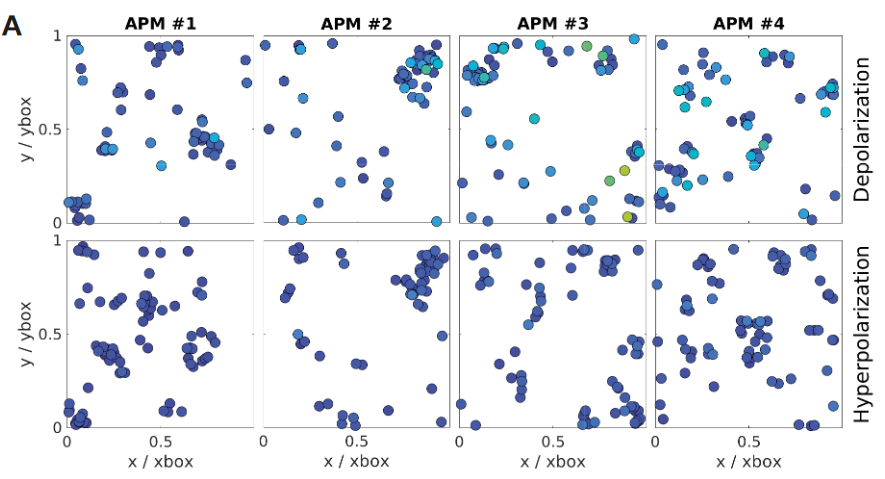 A
APM #1 APM #2 APM #3 APM #4
1
0.5
0
y / ybox
Depolarization
1
0.5
0
y / ybox
Hyperpolarization
0 0.5 0 0.5 0 0.5 0 0.5
x / xbox x / xbox x / xbox x / xbox